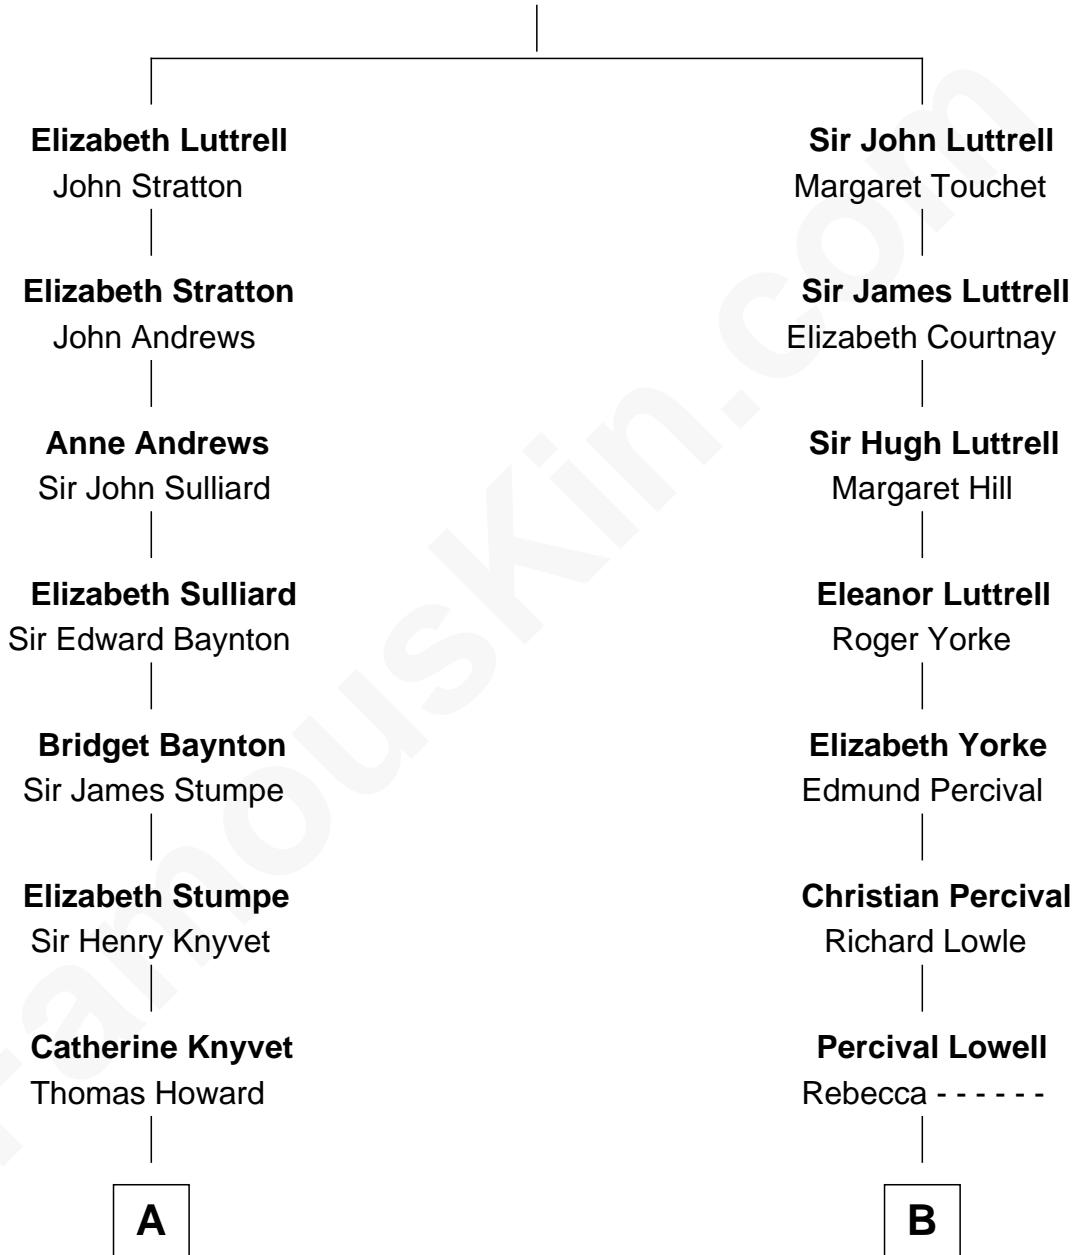 Elizabeth Luttrell
John Stratton
Elizabeth Stratton
John Andrews
Anne Andrews
Sir John Sulliard
Elizabeth Sulliard
Sir Edward Baynton
Bridget Baynton
Sir James Stumpe
Elizabeth Stumpe
Sir Henry Knyvet
Catherine Knyvet
Thomas Howard
A
Sir John Luttrell
Margaret Touchet
Sir James Luttrell
Elizabeth Courtnay
Sir Hugh Luttrell
Margaret Hill
Eleanor Luttrell
Roger Yorke
Elizabeth Yorke
Edmund Percival
Christian Percival
Richard Lowle
Percival Lowell
Rebecca - - - - - -
B
FamousKin.com